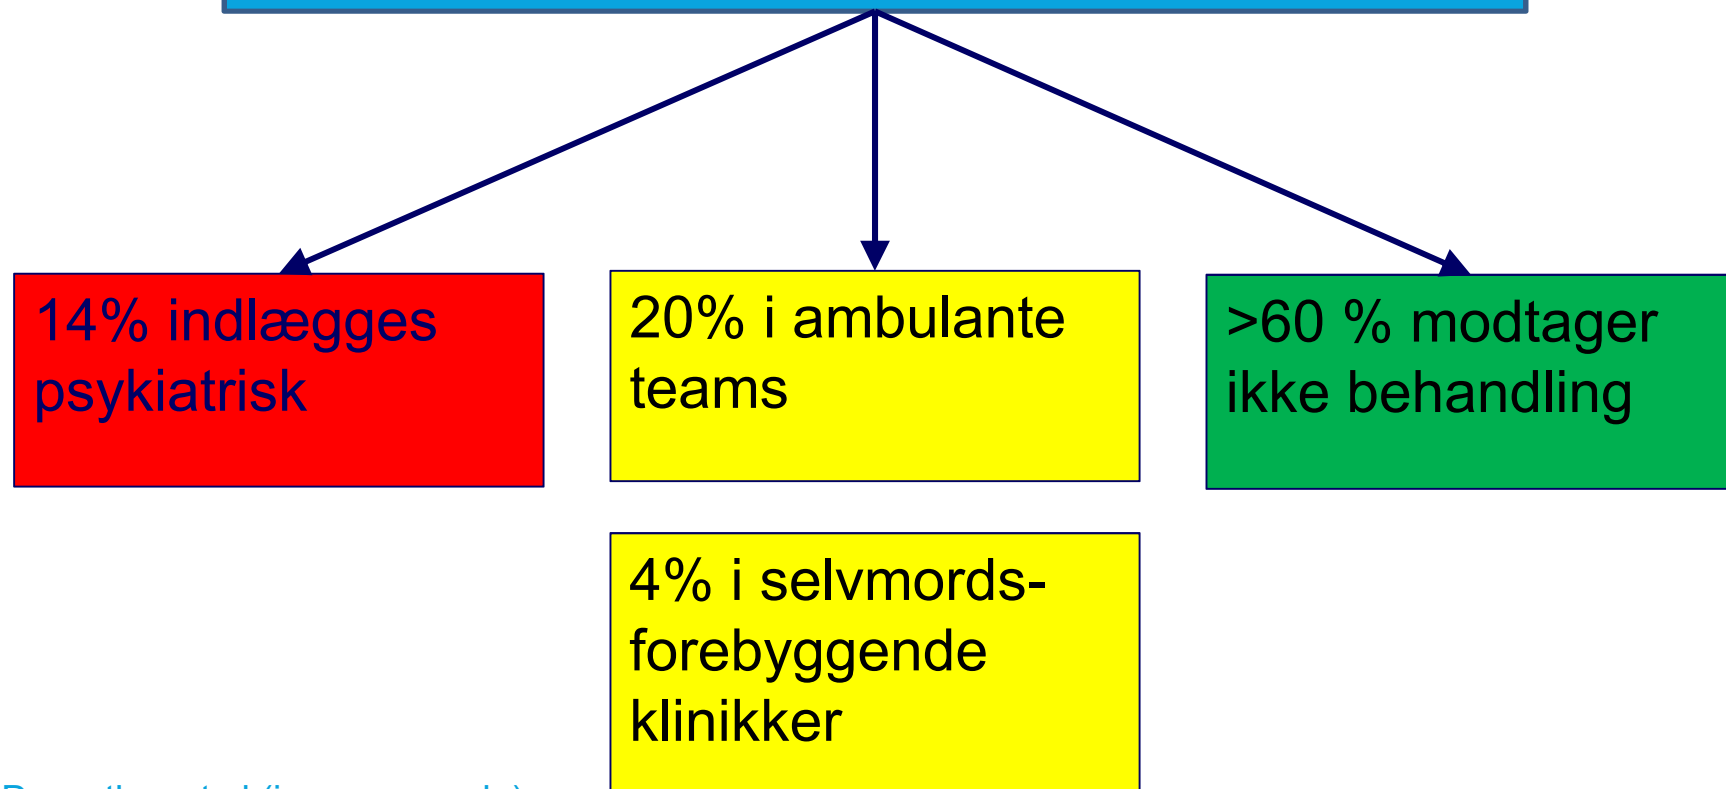 14% indlægges
psykiatrisk
20% i ambulante
teams
>60 % modtager
ikke behandling
4% i selvmords-
forebyggende
klinikker